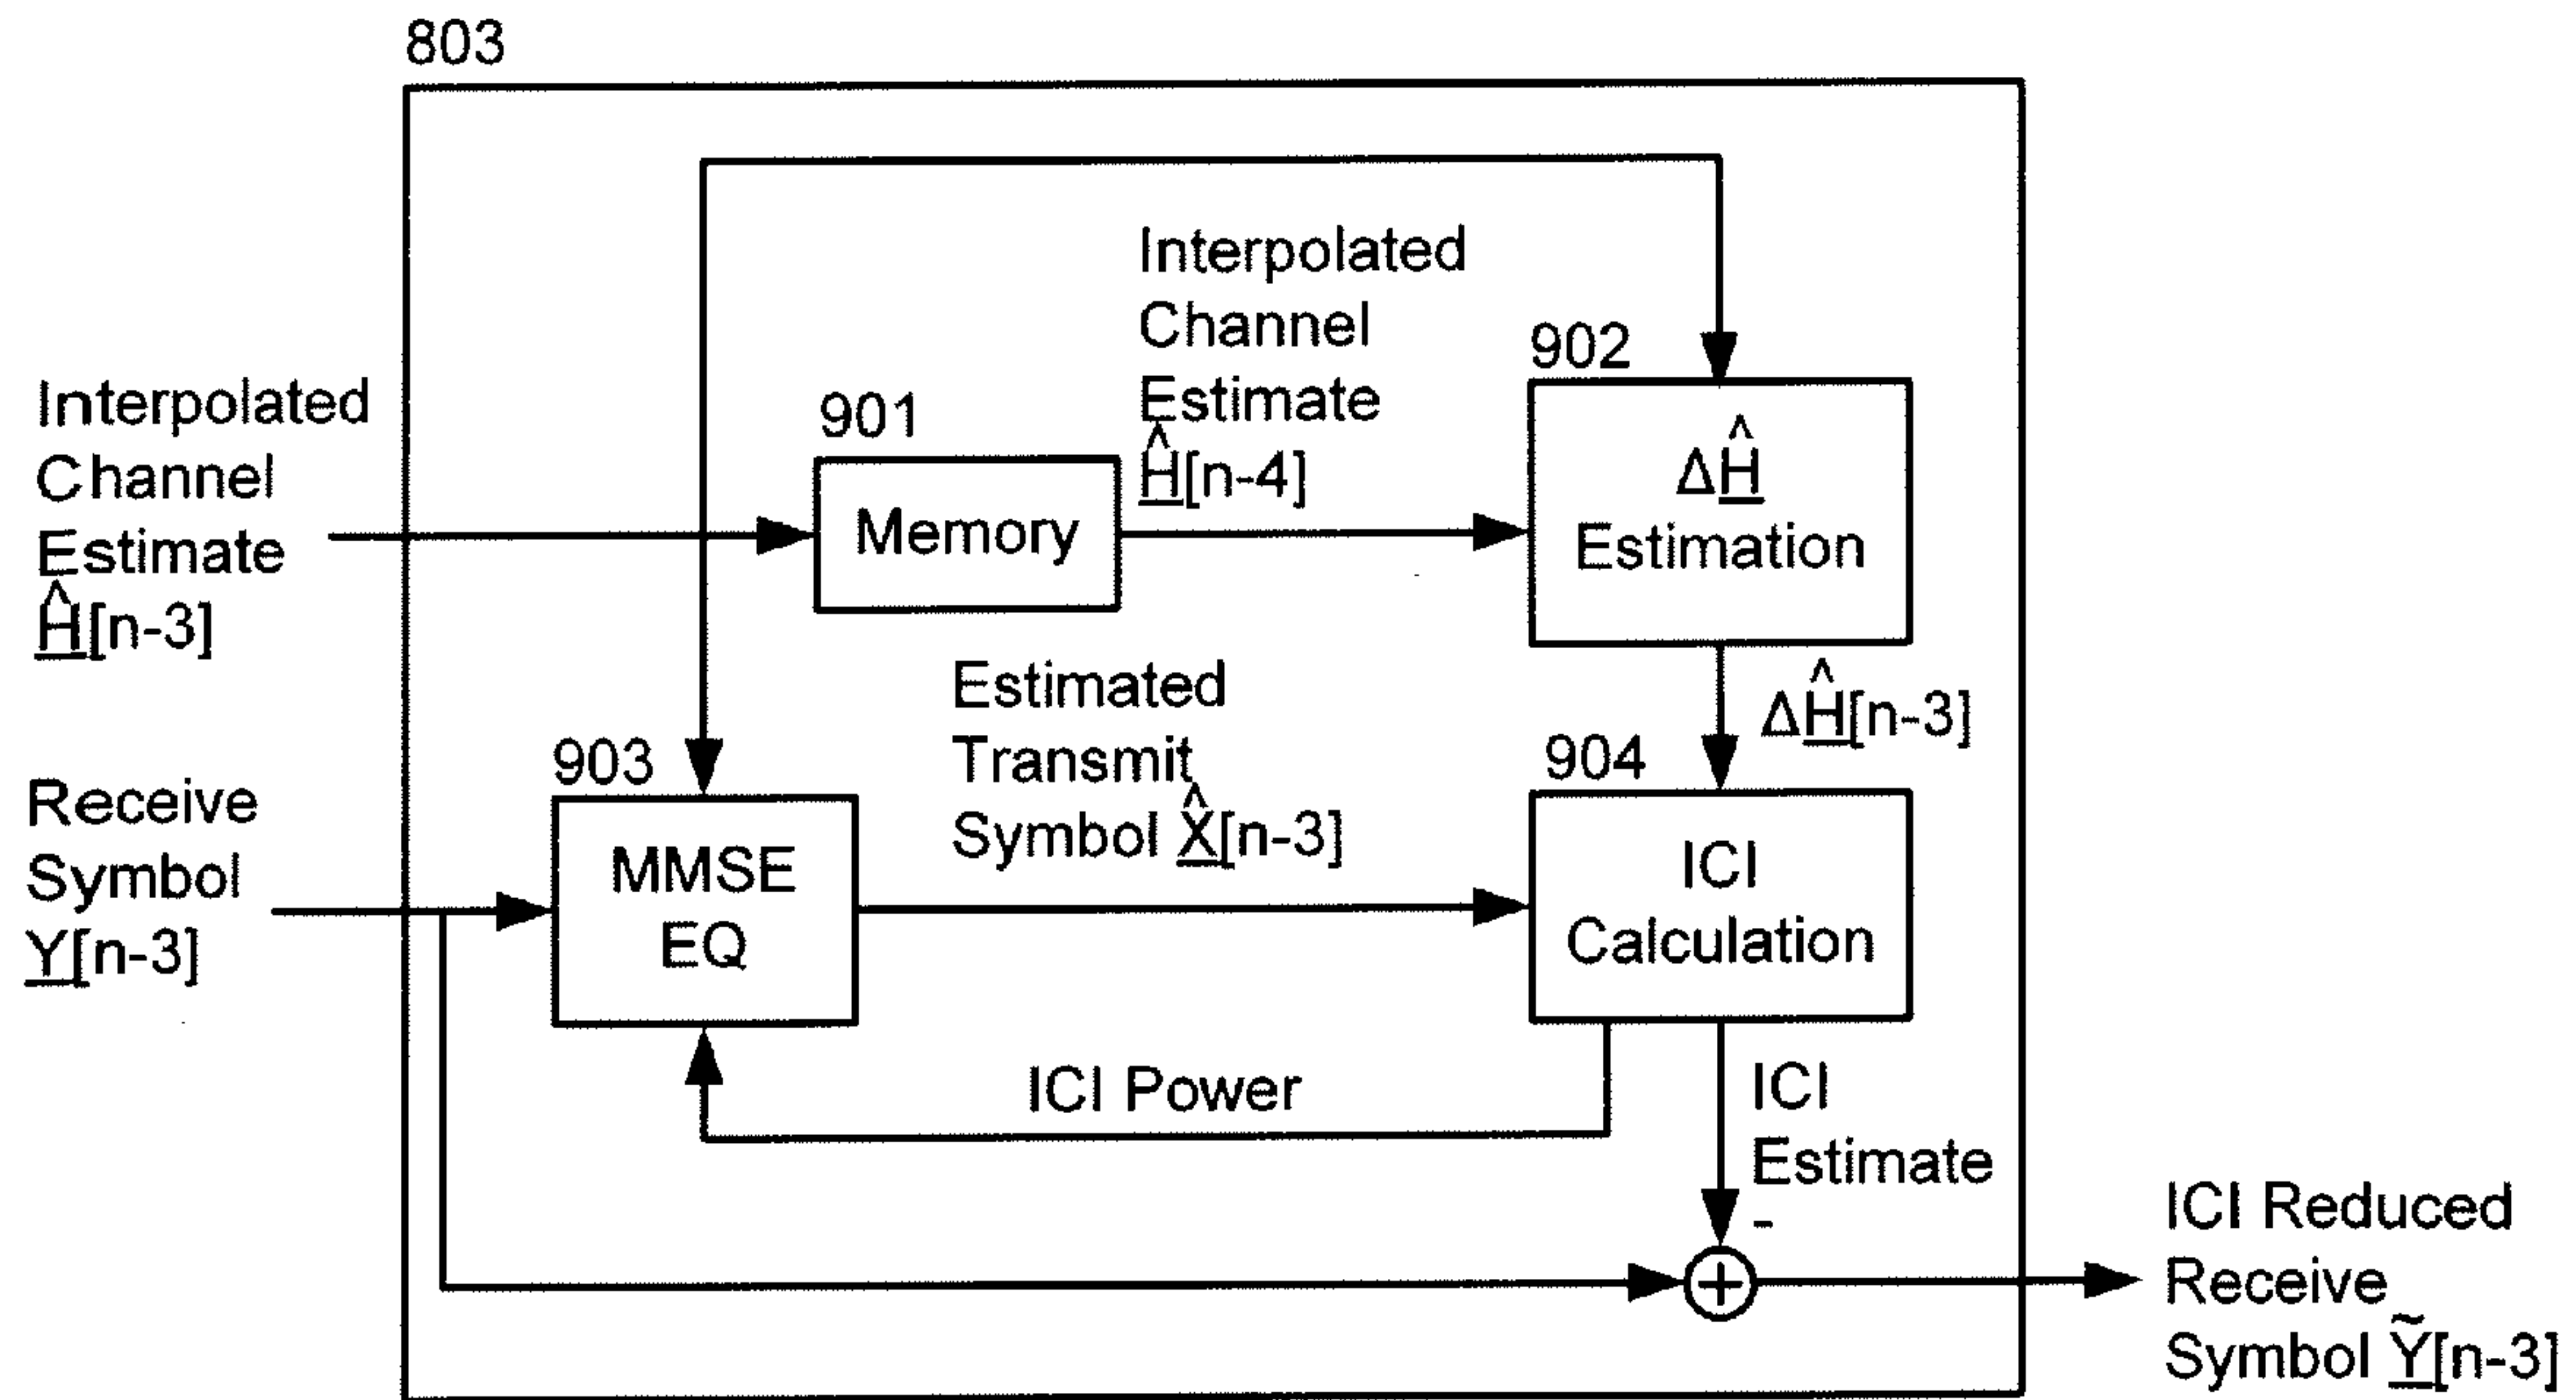 803
Interpolated
Channel
Estimate
Ĥ[n-4]
902
ΔĤ
Estimation
901
Memory
Interpolated
Channel
Estimate
Ĥ[n-3]
ΔĤ[n-3]
Estimated
Transmit
Symbol X̂[n-3]
903
MMSE
EQ
904
ICI
Calculation
Receive
Symbol
Y[n-3]
ICI Power
ICI
Estimate
-
+
ICI Reduced
Receive
Symbol Ỹ[n-3]